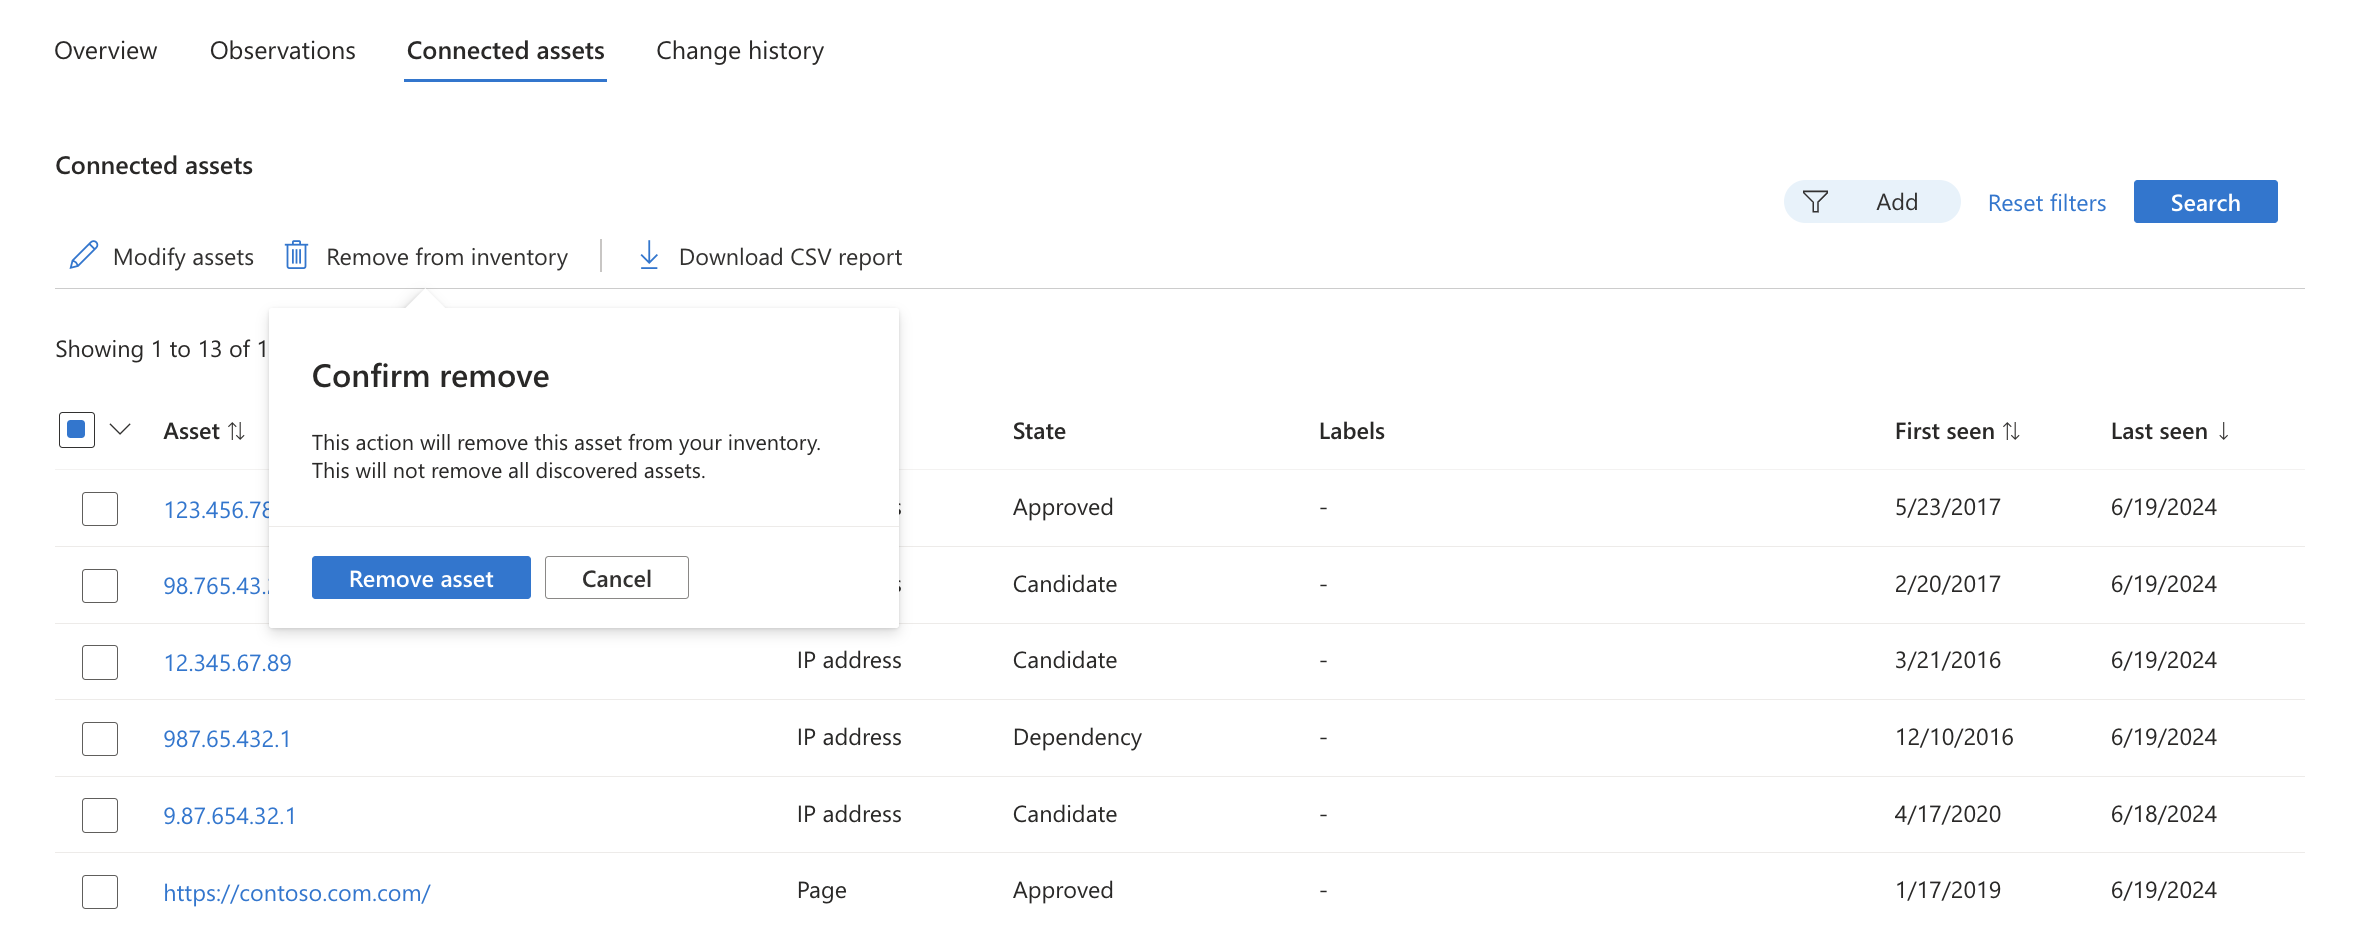 Overview Observations Connected assets Change history
Connected assets
Add Reset filters Search
Modify assets Remove from inventory Download CSV report
Showing 1 to 13 of 1
Confirm remove
This action will remove this asset from your inventory.
This will not remove all discovered assets.
Remove asset Cancel
Asset State Labels First seen Last seen
123.456.78 Approved - 5/23/2017 6/19/2024
98.765.43. Candidate - 2/20/2017 6/19/2024
12.345.67.89 IP address Candidate - 3/21/2016 6/19/2024
987.65.432.1 IP address Dependency - 12/10/2016 6/19/2024
9.87.654.32.1 IP address Candidate - 4/17/2020 6/18/2024
https://contoso.com.com/ Page Approved - 1/17/2019 6/19/2024